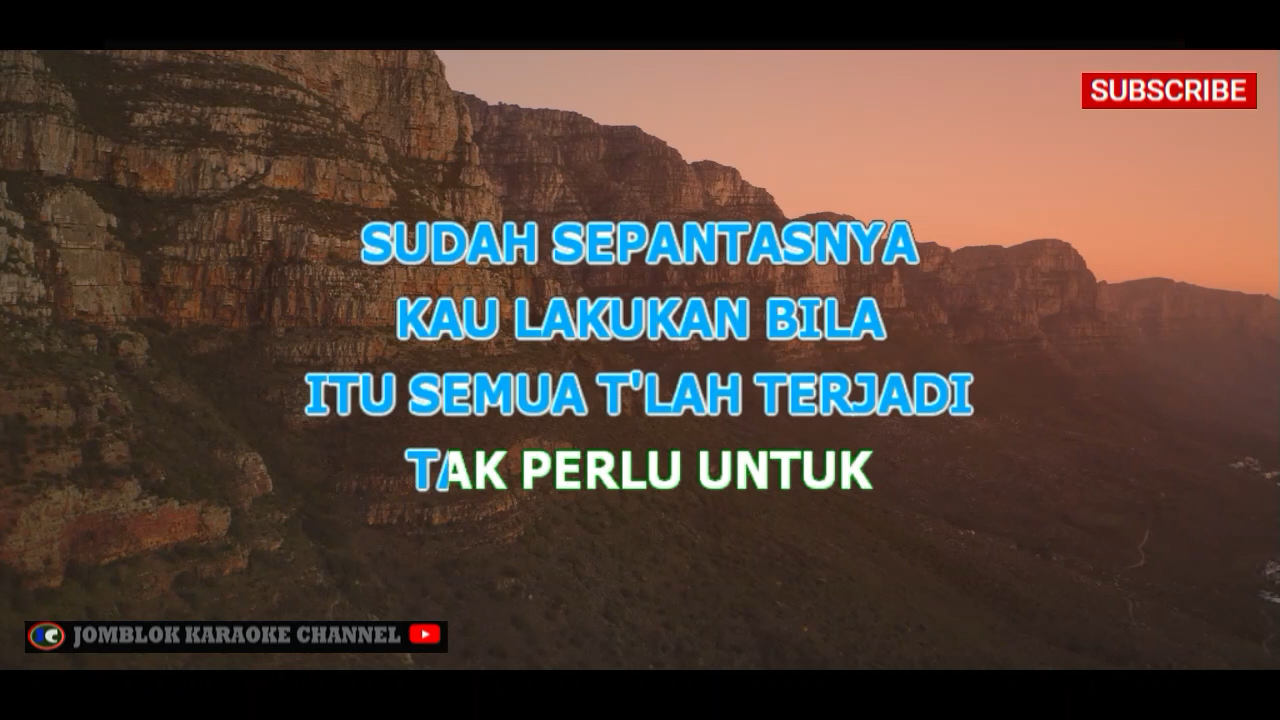 SUBSCRIBE
SUDAH SEPANTASNYA
KAU LAKUKAN BILA
ITU SEMUA T'LAH TERJADI
TAK PERLU UNTUK
JOMBLOK KARAOKE CHANNEL